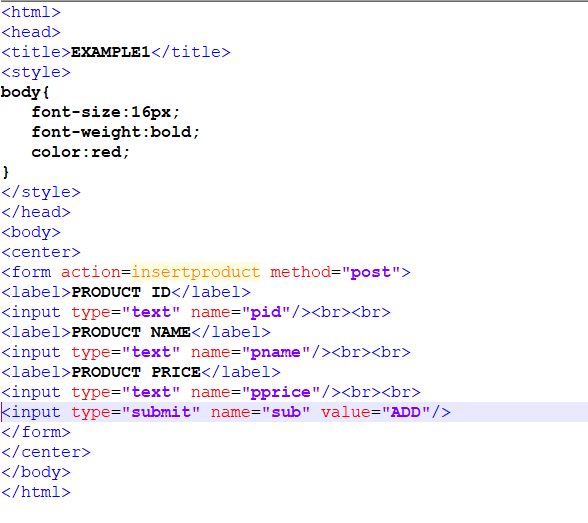 <html>
<head>
<title>EXAMPLE1</title>
<style>
body{
   font-size:16px;
   font-weight:bold;
   color:red;
}
</style>
</head>
<body>
<center>
<form action=insertproduct method="post">
<label>PRODUCT ID</label>
<input type="text" name="pid"/><br><br>
<label>PRODUCT NAME</label>
<input type="text" name="pname"/><br><br>
<label>PRODUCT PRICE</label>
<input type="text" name="pprice"/><br><br>
<input type="submit" name="sub" value="ADD"/>
</form>
</center>
</body>
</html>